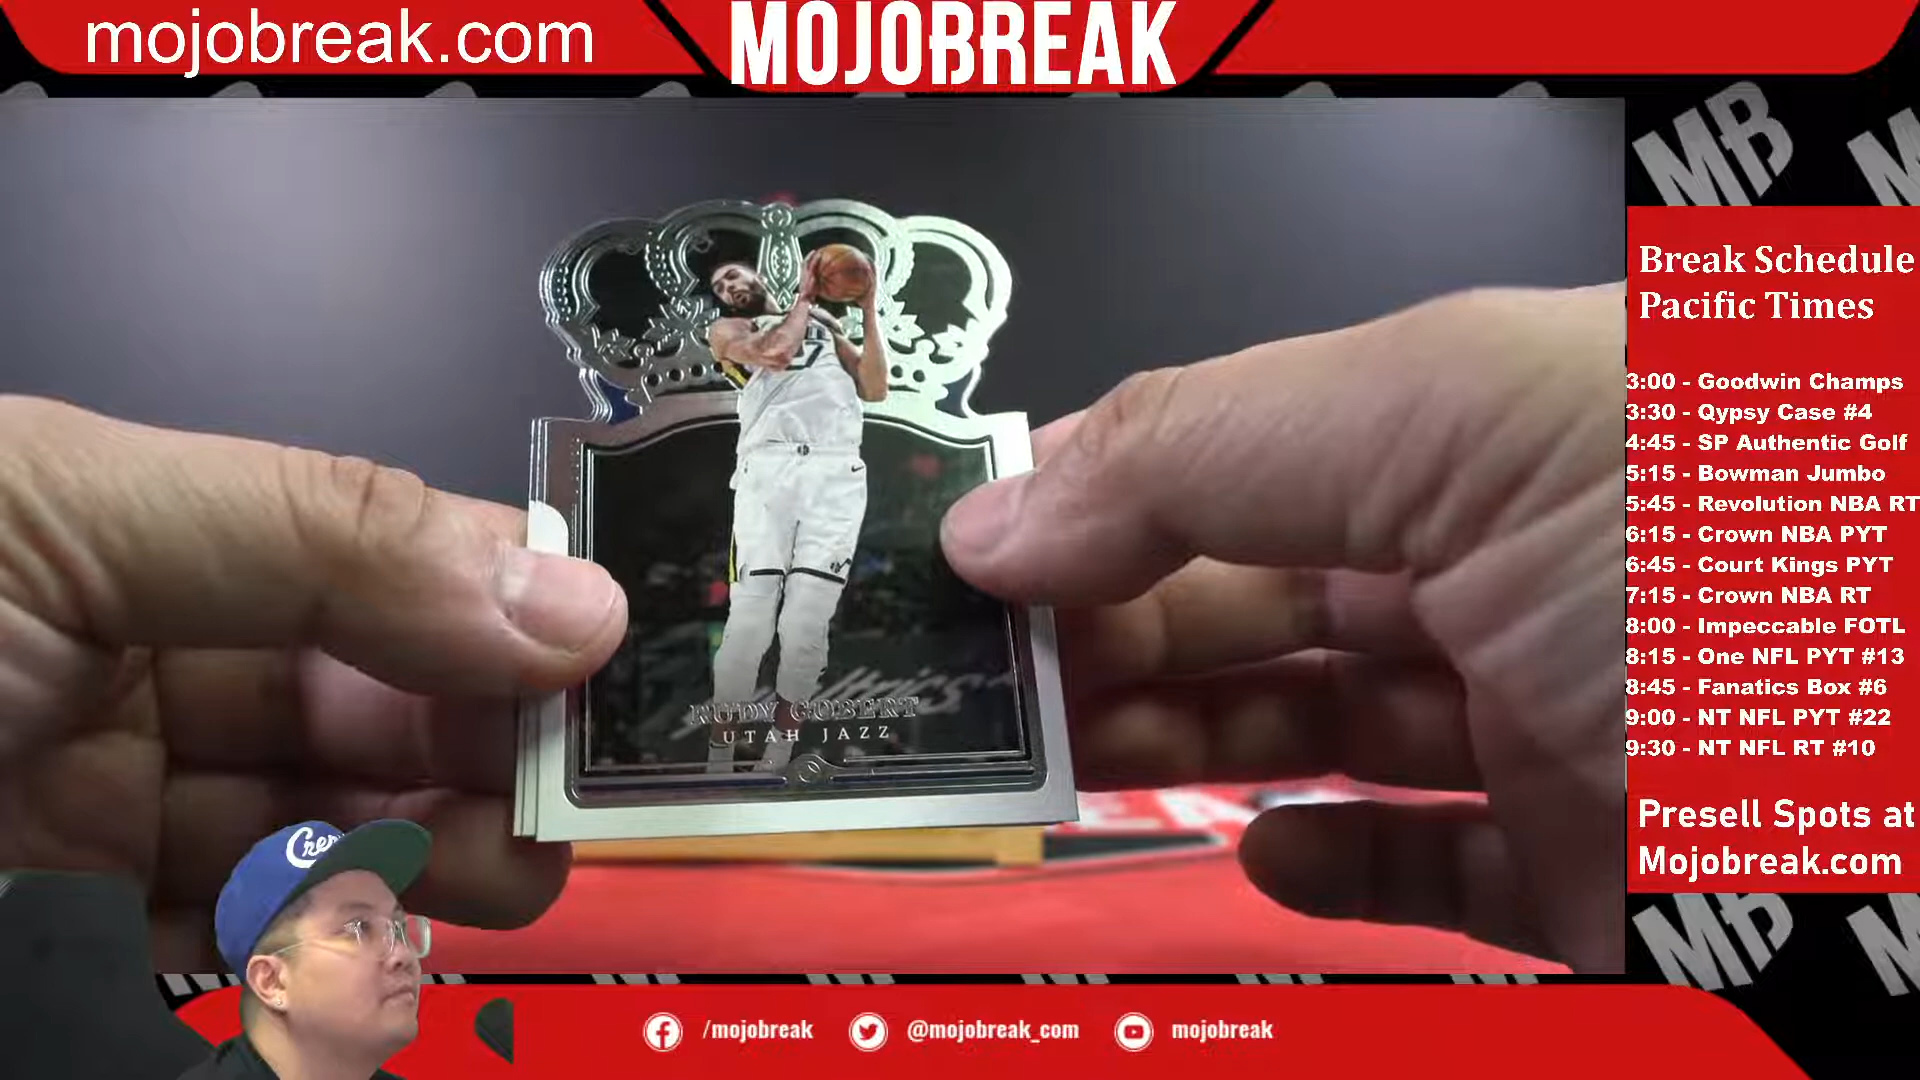 mojobreak.com
MOJOBREAK
MB
Break Schedule
Pacific Times
3:00 - Goodwin Champs
3:30 - Qypsy Case #4
4:45 - SP Authentic Golf
5:15 - Bowman Jumbo
5:45 - Revolution NBA RT
6:15 - Crown NBA PYT
6:45 - Court Kings PYT
7:15 - Crown NBA RT
8:00 - Impeccable FOTL
8:15 - One NFL PYT #13
8:45 - Fanatics Box #6
9:00 - NT NFL PYT #22
9:30 - NT NFL RT #10
Presell Spots at
Mojobreak.com
RUDY GOBERT
UTAH JAZZ
MB
/mojobreak
@mojobreak_com
mojobreak